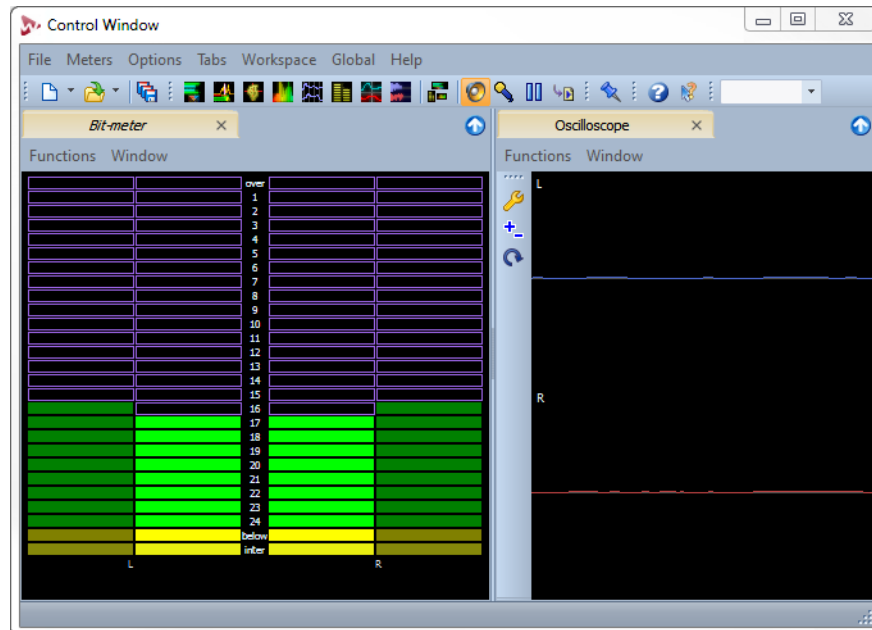 Control Window
File Meters Options Tabs Workspace Global Help
Bit-meter
Oscilloscope
Functions Window
Functions Window
over
1
2
3
4
5
6
7
8
9
10
11
12
13
14
15
16
17
18
19
20
21
22
23
24
below
inter
L R
L
R